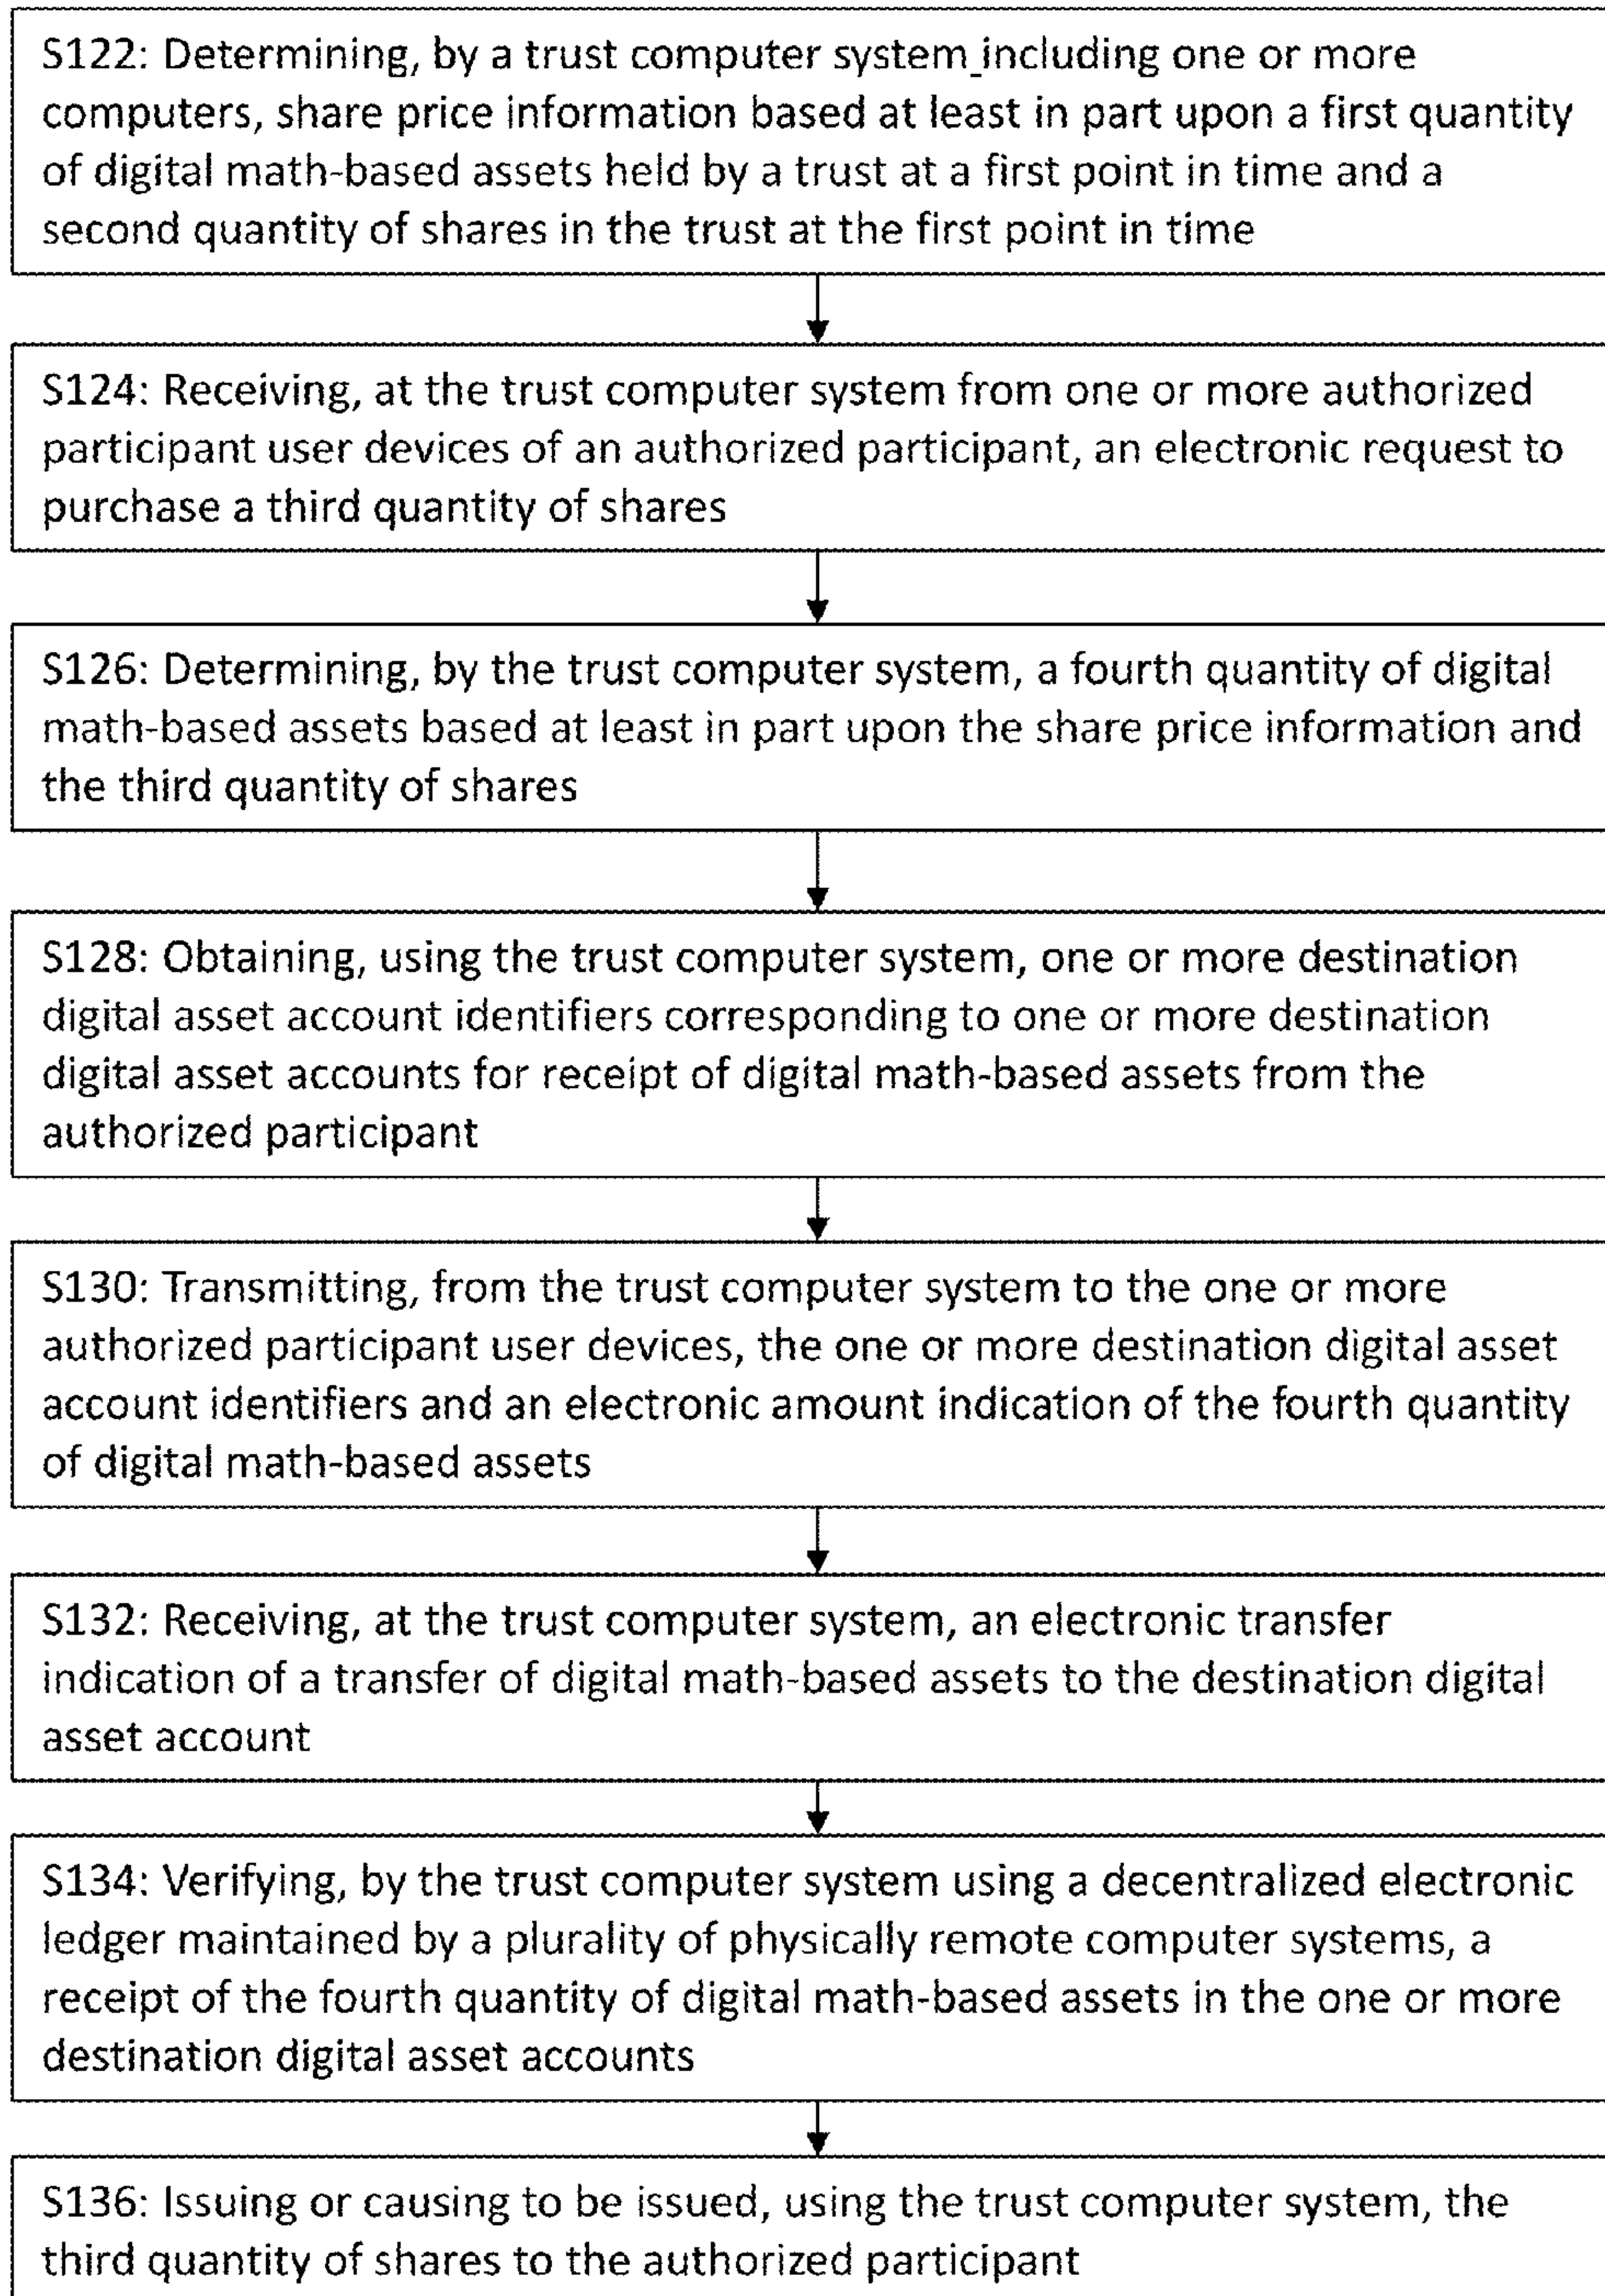 S122: Determining, by a trust computer system_including one or more
computers, share price information based at least in part upon a first quantity
of digital math-based assets held by a trust at a first point in time and a
second quantity of shares in the trust at the first point in time
S124: Receiving, at the trust computer system from one or more authorized
participant user devices of an authorized participant, an electronic request to
purchase a third quantity of shares
S126: Determining, by the trust computer system, a fourth quantity of digital
math-based assets based at least in part upon the share price information and
the third quantity of shares
S128: Obtaining, using the trust computer system, one or more destination
digital asset account identifiers corresponding to one or more destination
digital asset accounts for receipt of digital math-based assets from the
authorized participant
S130: Transmitting, from the trust computer system to the one or more
authorized participant user devices, the one or more destination digital asset
account identifiers and an electronic amount indication of the fourth quantity
of digital math-based assets
S132: Receiving, at the trust computer system, an electronic transfer
indication of a transfer of digital math-based assets to the destination digital
asset account
S134: Verifying, by the trust computer system using a decentralized electronic
ledger maintained by a plurality of physically remote computer systems, a
receipt of the fourth quantity of digital math-based assets in the one or more
destination digital asset accounts
S136: Issuing or causing to be issued, using the trust computer system, the
third quantity of shares to the authorized participant